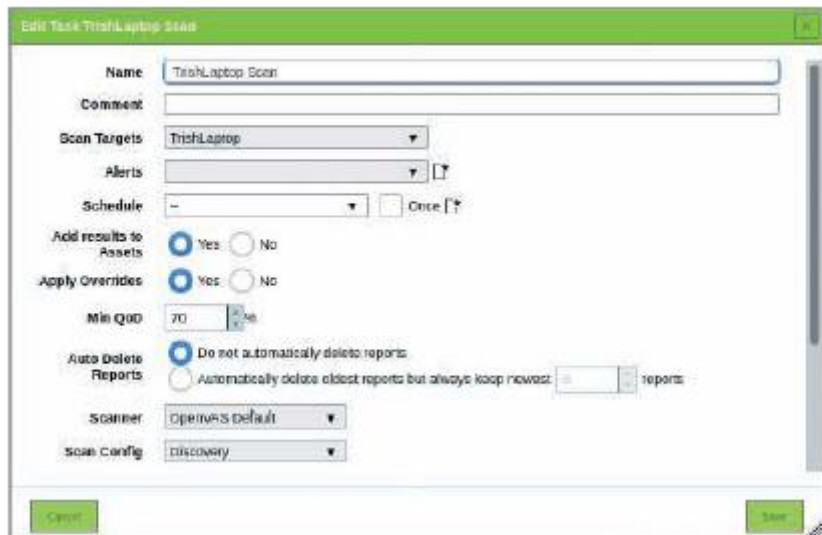 Edit Task TrishLaptop Scan
Name TrishLaptop Scan
Comment
Scan Targets TrishLaptop
Alerts
Schedule -- Once
Add results to Assets Yes No
Apply Overrides Yes No
Min QoD 70 %
Auto Delete Reports
Do not automatically delete reports
Automatically delete oldest reports but always keep newest reports
Scanner OpenVAS Default
Scan Config Discovery
Cancel Save